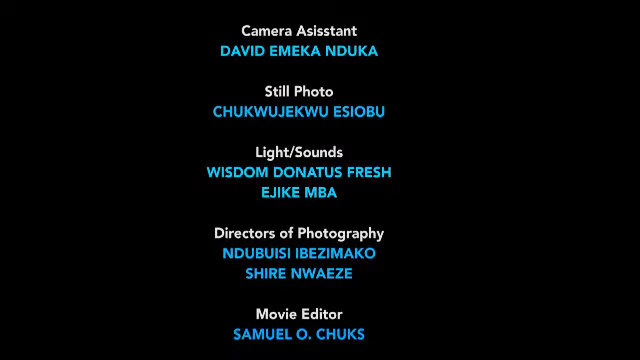 Camera Asisstant
DAVID EMEKA NDUKA
Still Photo
CHUKWUJEKWU ESIOBU
Light/Sounds
WISDOM DONATUS FRESH
EJIKE MBA
Directors of Photography
NDUBUISI IBEZIMAKO
SHIRE NWAEZE
Movie Editor
SAMUEL O. CHUKS